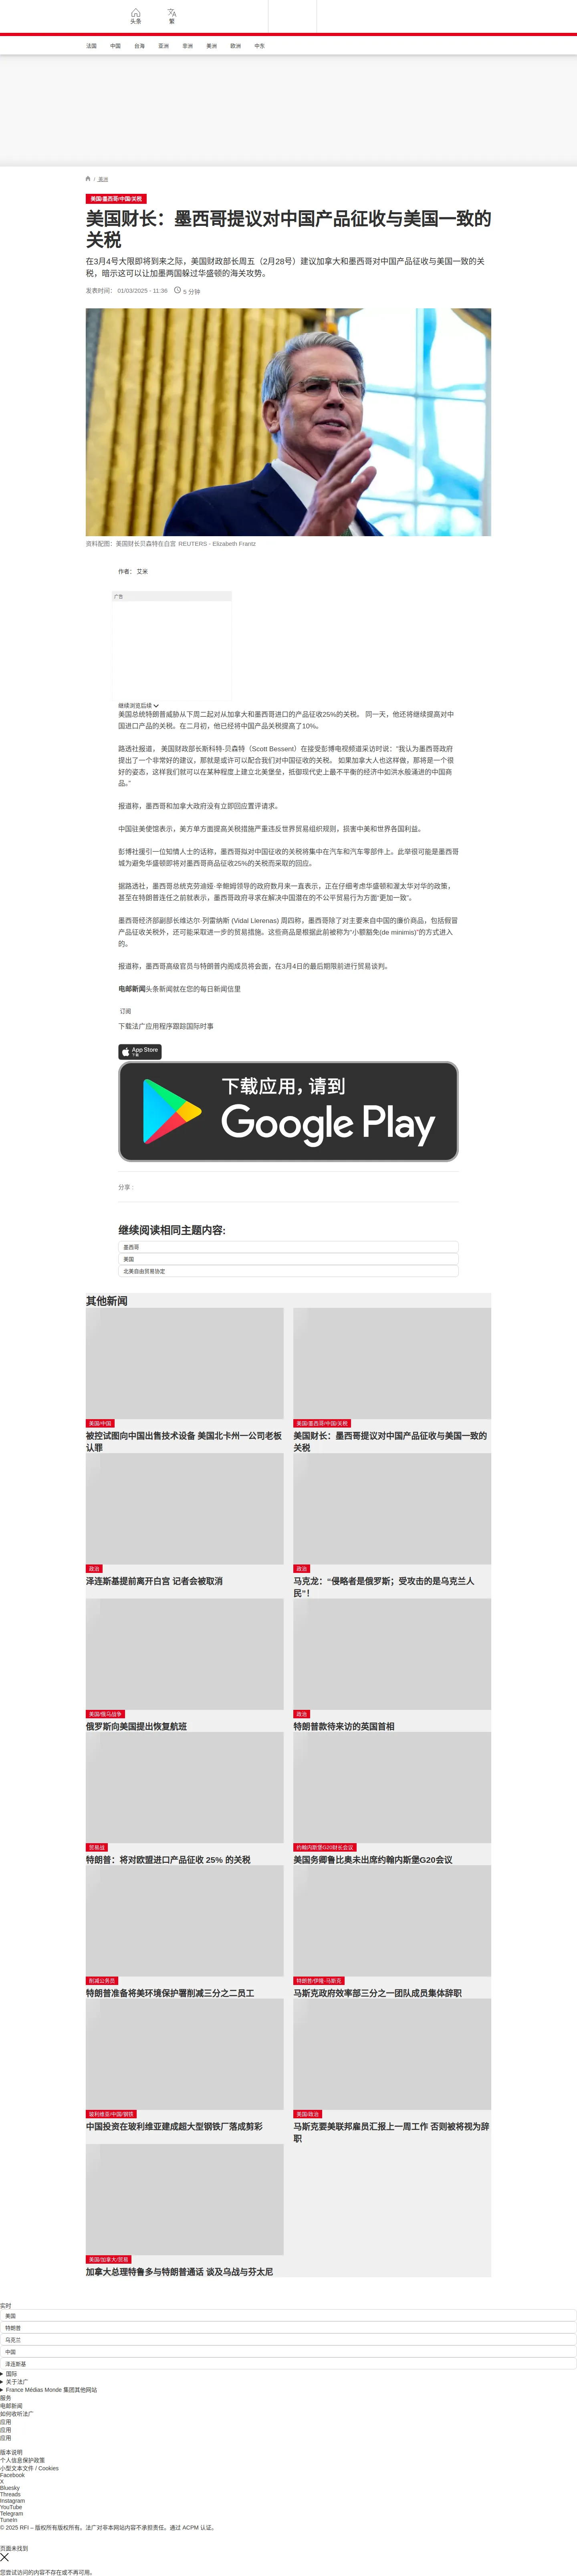 头条
繁
法国 中国 台海 亚洲 非洲 美洲 欧洲 中东
/ 美洲
美国/墨西哥/中国/关税
美国财长：墨西哥提议对中国产品征收与美国一致的
关税
在3月4号大限即将到来之际，美国财政部长周五（2月28号）建议加拿大和墨西哥对中国产品征收与美国一致的关
税，暗示这可以让加墨两国躲过华盛顿的海关攻势。
发表时间： 01/03/2025 - 11:36 5 分钟
资料配图：美国财长贝森特在白宫 REUTERS - Elizabeth Frantz
作者： 艾米
广告
继续浏览后续
美国总统特朗普威胁从下周二起对从加拿大和墨西哥进口的产品征收25%的关税。 同一天，他还将继续提高对中
国进口产品的关税。在二月初，他已经将中国产品关税提高了10%。
路透社报道， 美国财政部长斯科特-贝森特（Scott Bessent）在接受彭博电视频道采访时说："我认为墨西哥政府
提出了一个非常好的建议，那就是或许可以配合我们对中国征收的关税。 如果加拿大人也这样做，那将是一个很
好的姿态，这样我们就可以在某种程度上建立北美堡垒，抵御现代史上最不平衡的经济中如洪水般涌进的中国商
品。"
报道称，墨西哥和加拿大政府没有立即回应置评请求。
中国驻美使馆表示，美方单方面提高关税措施严重违反世界贸易组织规则，损害中美和世界各国利益。
彭博社援引一位知情人士的话称，墨西哥拟对中国征收的关税将集中在汽车和汽车零部件上。此举很可能是墨西哥
城为避免华盛顿即将对墨西哥商品征收25%的关税而采取的回应。
据路透社，墨西哥总统克劳迪娅·辛鲍姆领导的政府数月来一直表示，正在仔细考虑华盛顿和渥太华对华的政策，
甚至在特朗普连任之前就表示，墨西哥政府寻求在解决中国潜在的不公平贸易行为方面“更加一致”。
墨西哥经济部副部长维达尔·列雷纳斯 (Vidal Llerenas) 周四称，墨西哥除了对主要来自中国的廉价商品，包括假冒
产品征收关税外，还可能采取进一步的贸易措施。这些商品是根据此前被称为“小额豁免(de minimis)”的方式进入
的。
报道称，墨西哥高级官员与特朗普内阁成员将会面，在3月4日的最后期限前进行贸易谈判。
电邮新闻头条新闻就在您的每日新闻信里
订阅
下载法广应用程序跟踪国际时事
App Store
下载
下载应用，请到
Google Play
分享 :
继续阅读相同主题内容:
墨西哥
美国
北美自由贸易协定
其他新闻
美国/中国
被控试图向中国出售技术设备 美国北卡州一公司老板
认罪
美国/墨西哥/中国/关税
美国财长：墨西哥提议对中国产品征收与美国一致的
关税
政治
泽连斯基提前离开白宫 记者会被取消
政治
马克龙：“侵略者是俄罗斯；受攻击的是乌克兰人
民”！
美国/俄乌战争
俄罗斯向美国提出恢复航班
政治
特朗普款待来访的英国首相
贸易战
特朗普：将对欧盟进口产品征收 25% 的关税
约翰内斯堡G20财长会议
美国务卿鲁比奥未出席约翰内斯堡G20会议
削减公务员
特朗普准备将美环境保护署削减三分之二员工
特朗普/伊隆·马斯克
马斯克政府效率部三分之一团队成员集体辞职
玻利维亚/中国/钢铁
中国投资在玻利维亚建成超大型钢铁厂落成剪彩
美国/政治
马斯克要美联邦雇员汇报上一周工作 否则被将视为辞
职
美国/加拿大/贸易
加拿大总理特鲁多与特朗普通话 谈及乌战与芬太尼
实时
美国
特朗普
乌克兰
中国
泽连斯基
国际
关于法广
France Médias Monde 集团其他网站
服务
电邮新闻
如何收听法广
应用
应用
应用
版本说明
个人信息保护政策
小型文本文件 / Cookies
Facebook
X
Bluesky
Threads
Instagram
YouTube
Telegram
TuneIn
© 2025 RFI – 版权所有版权所有。法广对非本网站内容不承担责任。通过 ACPM 认证。
页面未找到
您尝试访问的内容不存在或不再可用。